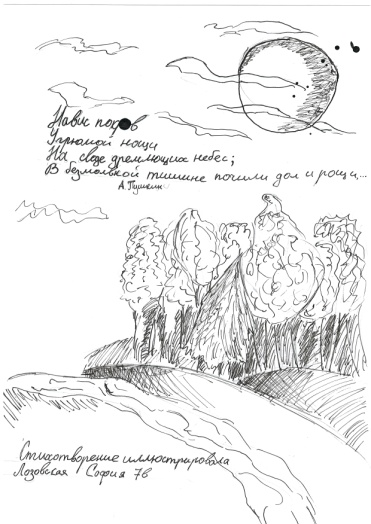 Навис покров
Угрюмой нощи
На своде дремлющих небес;
В безмолвной тишине почили дол и рощи,...
А. Пушкин
Стихотворение иллюстрировала
Лозовская София 7в